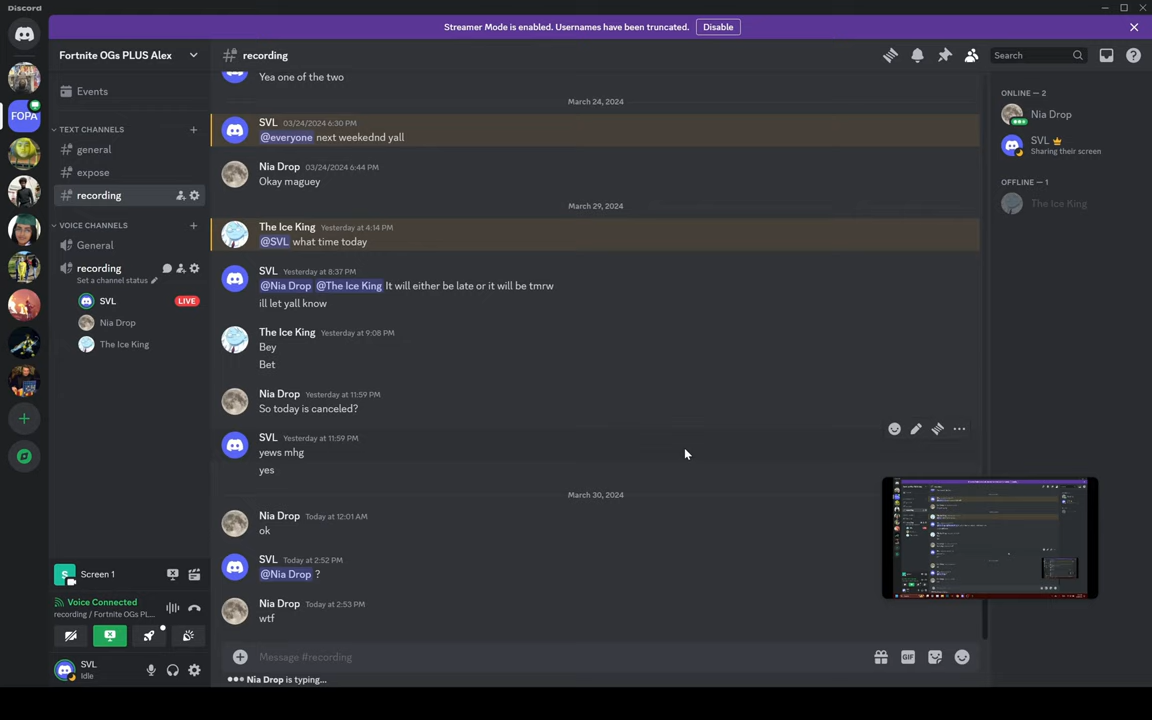 Discord
Streamer Mode is enabled. Usernames have been truncated.
Disable
Fortnite OGs PLUS Alex
recording
Search
FOPA
Events
TEXT CHANNELS
general
expose
recording
VOICE CHANNELS
General
recording
Set a channel status
SVL
LIVE
Nia Drop
The Ice King
Yea one of the two
March 24, 2024
SVL 03/24/2024 6:30 PM
@everyone next weekednd yall
Nia Drop 03/24/2024 6:44 PM
Okay maguey
March 29, 2024
The Ice King Yesterday at 4:14 PM
@SVL what time today
SVL Yesterday at 8:37 PM
@Nia Drop @The Ice King It will either be late or it will be tmrw
ill let yall know
The Ice King Yesterday at 9:08 PM
Bey
Bet
Nia Drop Yesterday at 11:59 PM
So today is canceled?
SVL Yesterday at 11:59 PM
yews mhg
yes
March 30, 2024
Nia Drop Today at 12:01 AM
ok
SVL Today at 2:52 PM
@Nia Drop ?
Nia Drop Today at 2:53 PM
wtf
Message #recording
GIF
Nia Drop is typing...
ONLINE — 2
Nia Drop
SVL
Sharing their screen
OFFLINE — 1
The Ice King
S
Screen 1
Voice Connected
recording / Fortnite OGs PL...
SVL
Idle